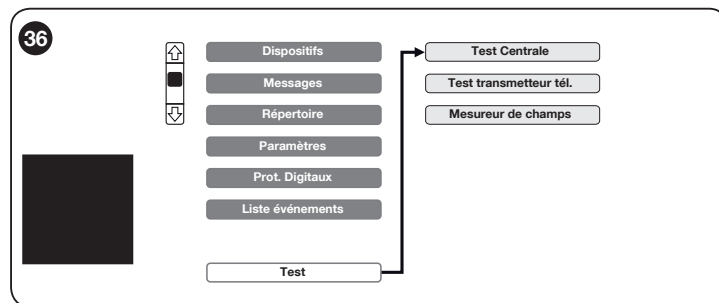 36
Dispositifs
Messages
Répertoire
Paramètres
Prot. Digitaux
Liste événements
Test
Test Centrale
Test transmetteur tél.
Mesureur de champs